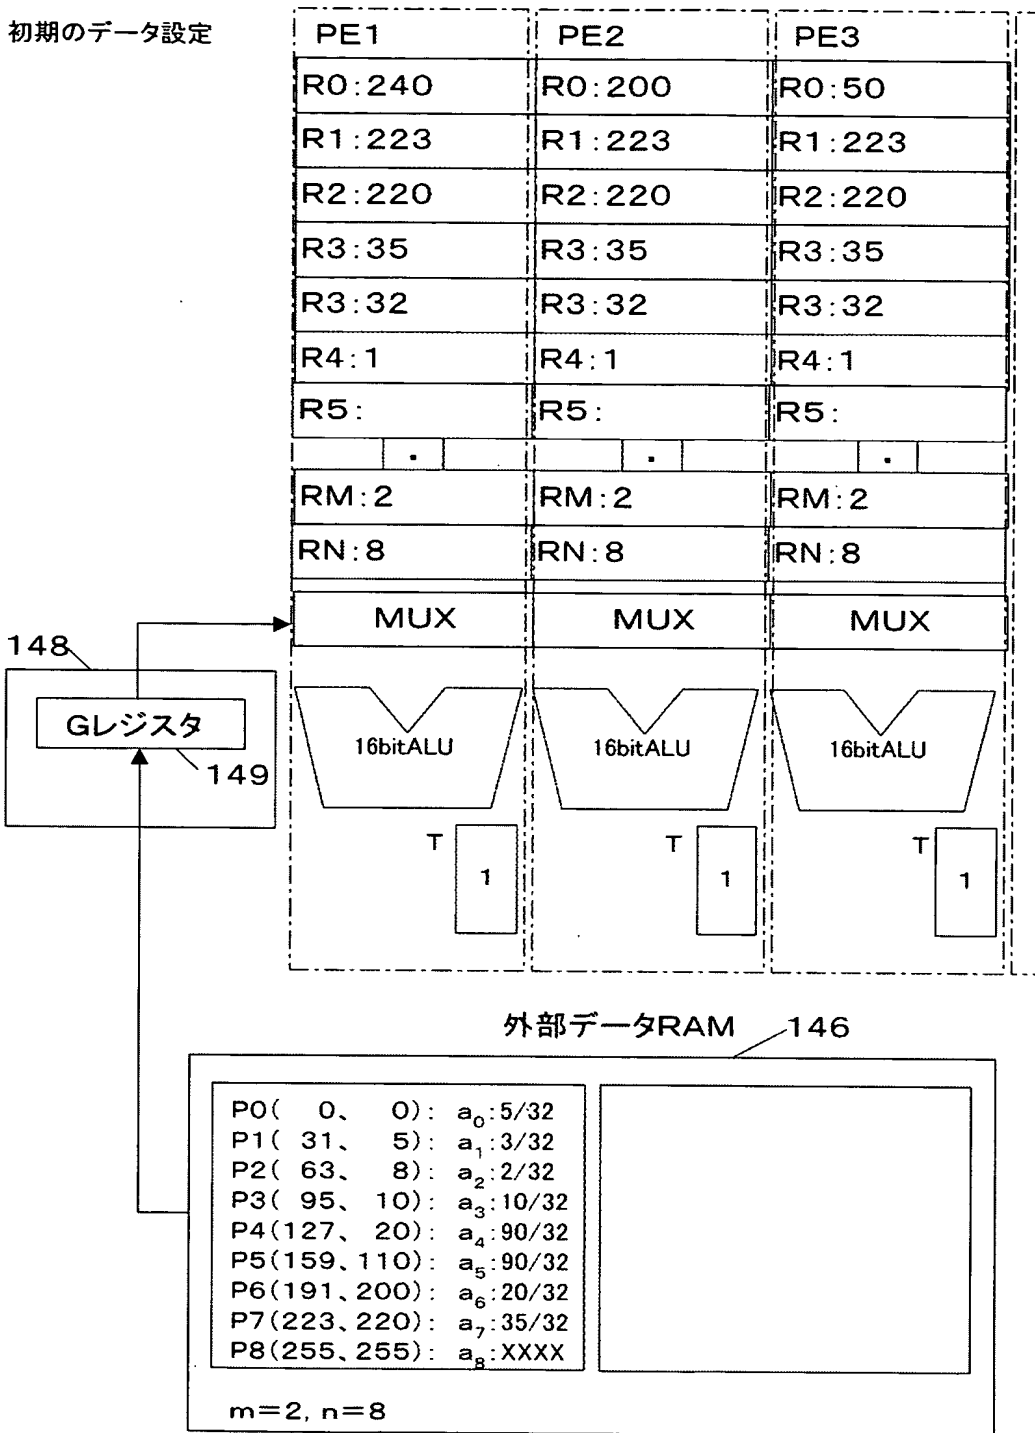 初期のデータ設定
PE1 PE2 PE3
R0:240 R0:200 R0:50
R1:223 R1:223 R1:223
R2:220 R2:220 R2:220
R3:35 R3:35 R3:35
R3:32 R3:32 R3:32
R4:1 R4:1 R4:1
R5: R5: R5:
. . .
RM:2 RM:2 RM:2
RN:8 RN:8 RN:8
MUX MUX MUX
148
Gレジスタ
149
16bitALU 16bitALU 16bitALU
T T T
1 1 1
外部データRAM 146
P0( 0、 0): a₀:5/32
P1( 31、 5): a₁:3/32
P2( 63、 8): a₂:2/32
P3( 95、 10): a₃:10/32
P4(127、 20): a₄:90/32
P5(159、110): a₅:90/32
P6(191、200): a₆:20/32
P7(223、220): a₇:35/32
P8(255、255): a₈:XXXX
m=2, n=8